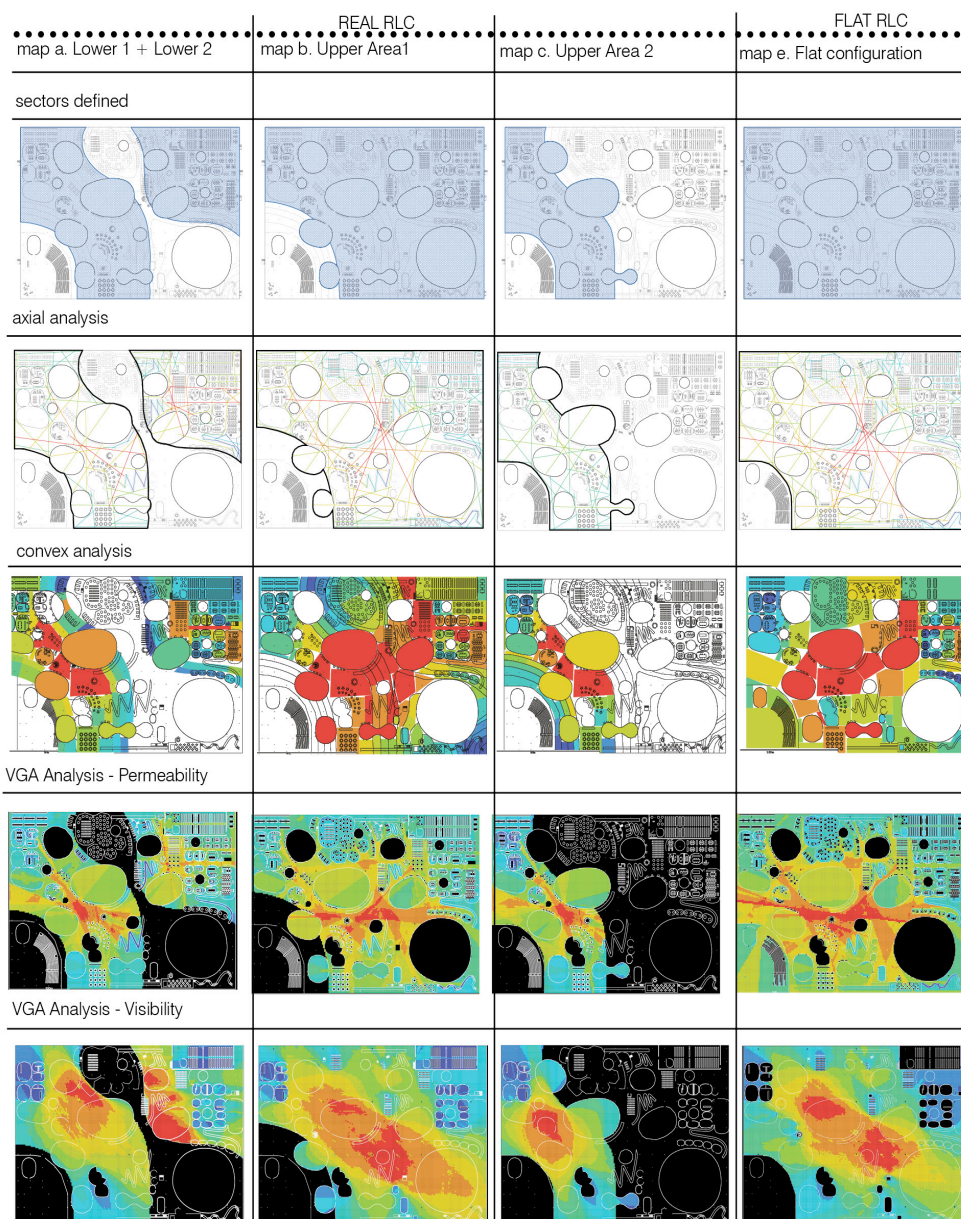 REAL RLC
FLAT RLC
map a. Lower 1 + Lower 2
map b. Upper Area1
map c. Upper Area 2
map e. Flat configuration
sectors defined
axial analysis
convex analysis
VGA Analysis - Permeability
VGA Analysis - Visibility